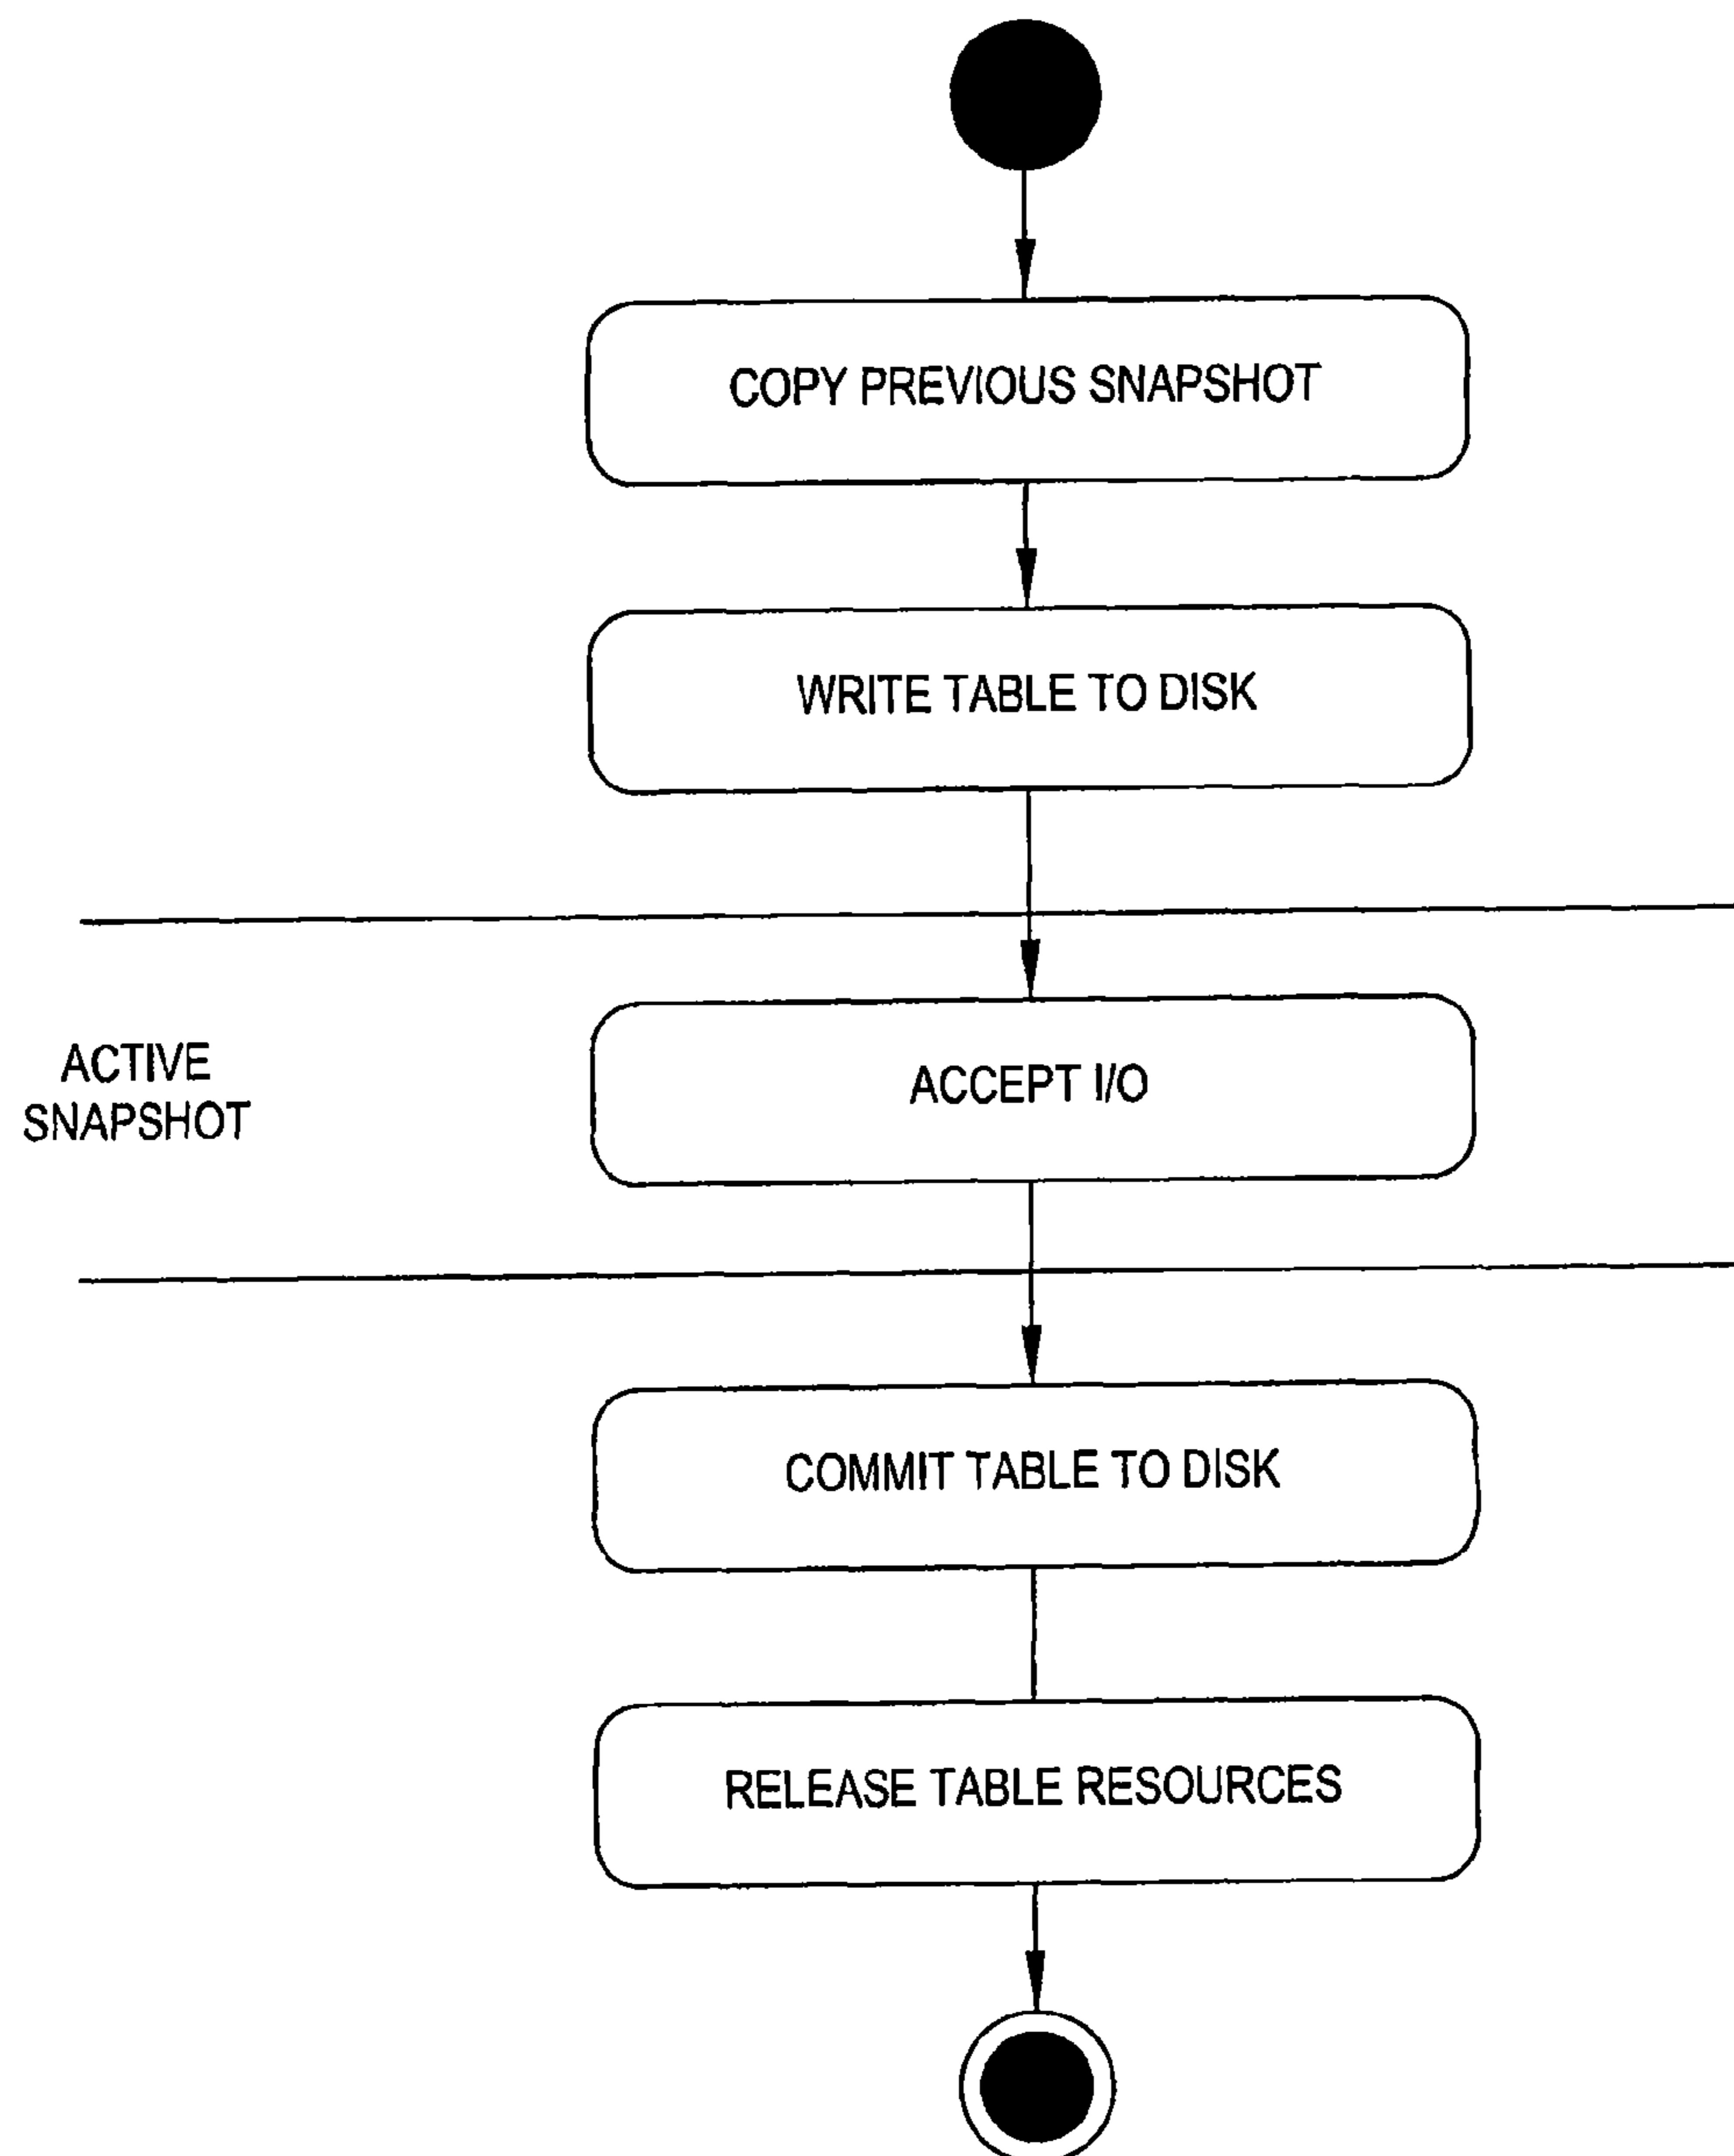 COPY PREVIOUS SNAPSHOT
WRITE TABLE TO DISK
ACTIVE
SNAPSHOT
ACCEPT I/O
COMMIT TABLE TO DISK
RELEASE TABLE RESOURCES